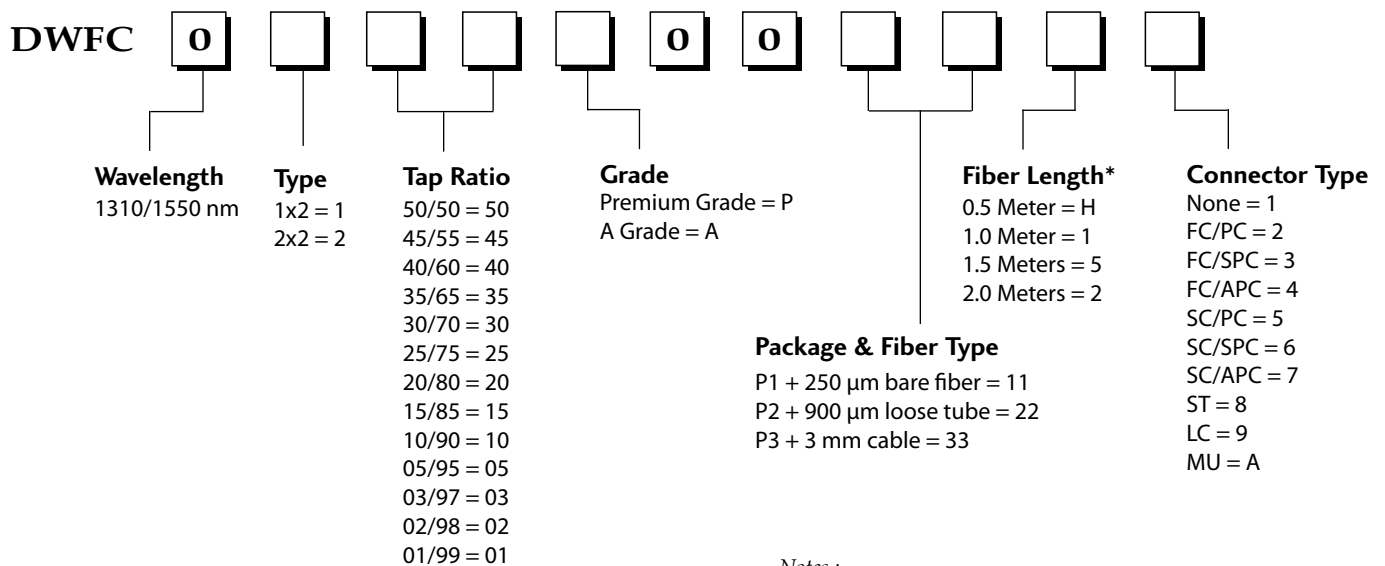 DWFC 0 0 0
Wavelength
1310/1550 nm
Type
1x2 = 1
2x2 = 2
Tap Ratio
50/50 = 50
45/55 = 45
40/60 = 40
35/65 = 35
30/70 = 30
25/75 = 25
20/80 = 20
15/85 = 15
10/90 = 10
05/95 = 05
03/97 = 03
02/98 = 02
01/99 = 01
Grade
Premium Grade = P
A Grade = A
Package & Fiber Type
P1 + 250 µm bare fiber = 11
P2 + 900 µm loose tube = 22
P3 + 3 mm cable = 33
Fiber Length*
0.5 Meter = H
1.0 Meter = 1
1.5 Meters = 5
2.0 Meters = 2
Connector Type
None = 1
FC/PC = 2
FC/SPC = 3
FC/APC = 4
SC/PC = 5
SC/SPC = 6
SC/APC = 7
ST = 8
LC = 9
MU = A
Notes :